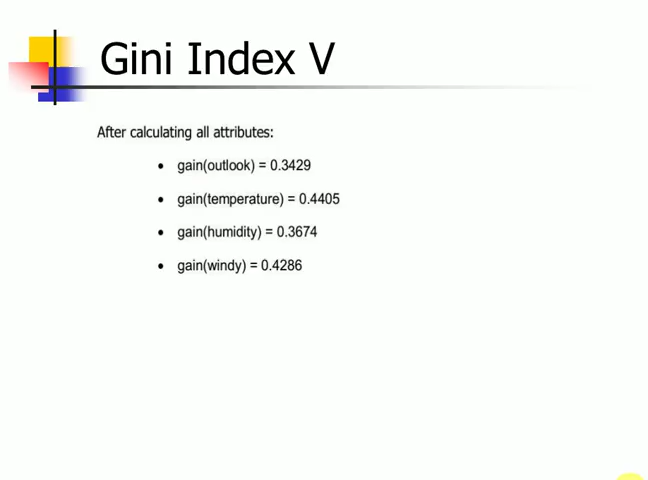 Gini Index V
After calculating all attributes:
• gain(outlook) = 0.3429
• gain(temperature) = 0.4405
• gain(humidity) = 0.3674
• gain(windy) = 0.4286